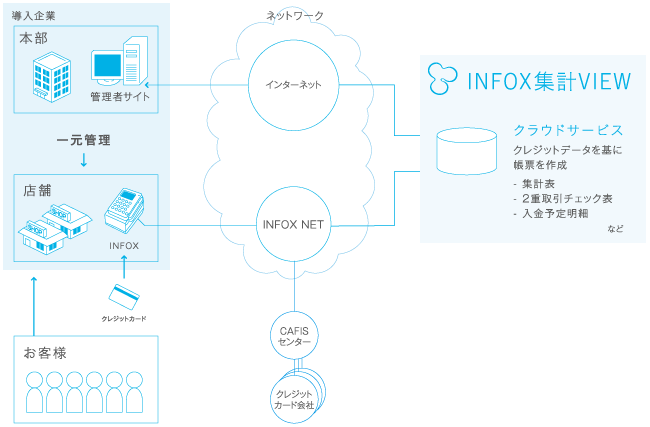 導入企業
本部
管理者サイト
一元管理
店舗
SHOP
SHOP
INFOX
クレジットカード
お客様
ネットワーク
インターネット
INFOX NET
CAFIS
センター
クレジット
カード会社
INFOX集計VIEW
クラウドサービス
クレジットデータを基に
帳票を作成
- 集計表
- 2重取引チェック表
- 入金予定明細
など